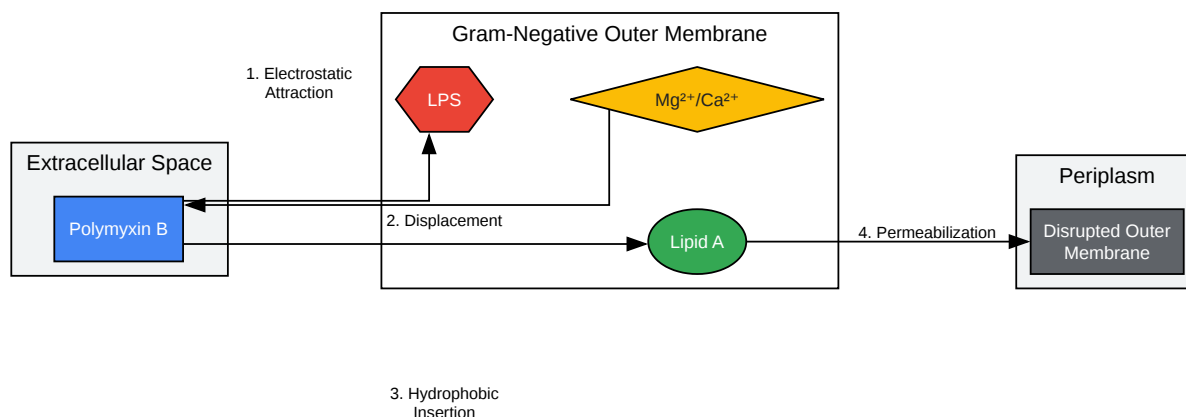 Gram-Negative Outer Membrane
1. Electrostatic
Attraction
LPS
Mg²⁺/Ca²⁺
Extracellular Space
Polymyxin B
2. Displacement
Lipid A
4. Permeabilization
Periplasm
Disrupted Outer
Membrane
3. Hydrophobic
Insertion